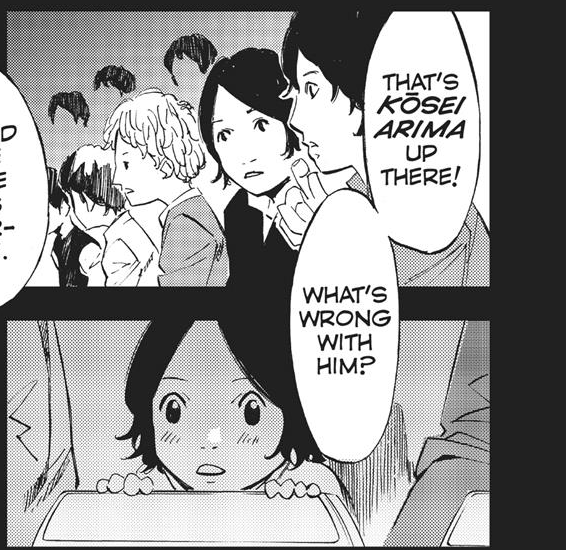 THAT'S
KŌSEI
ARIMA
UP
THERE!
WHAT'S
WRONG
WITH
HIM?